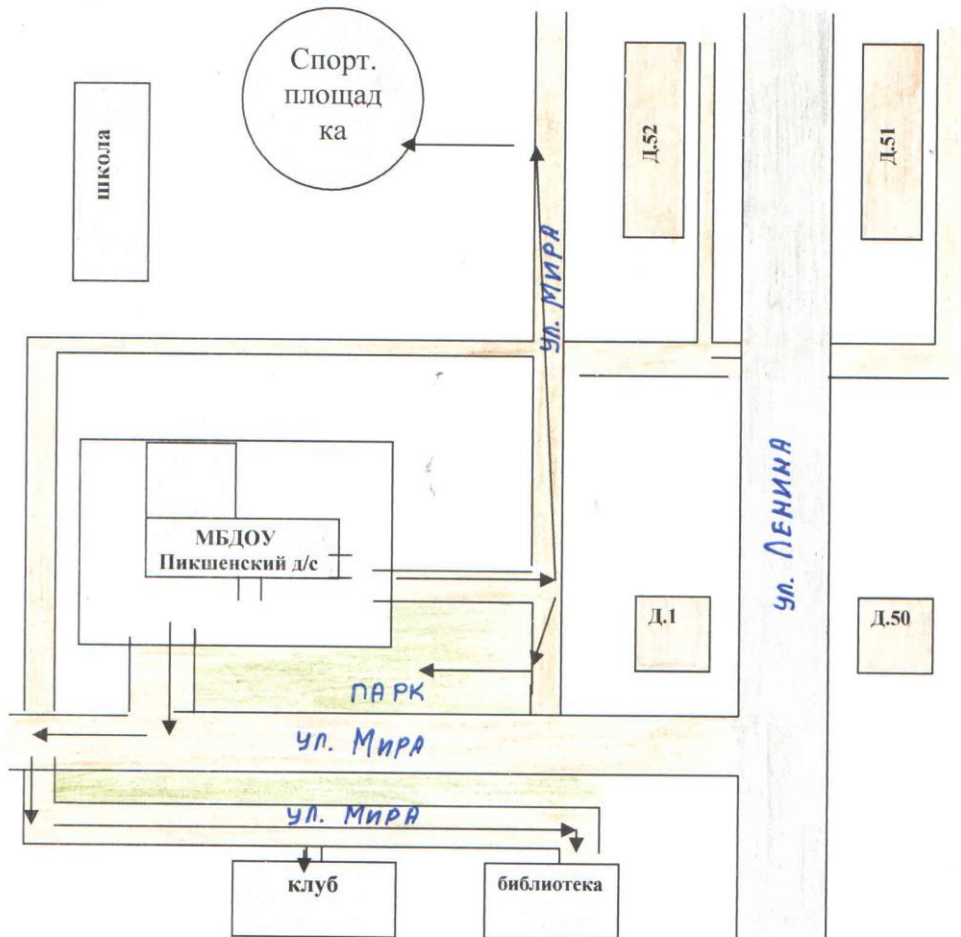 Спорт.
площад
ка
школа
Д.52
Д.51
ул. МИРА
МБДОУ
Пикшенский д/с
ул. ЛЕНИНА
Д.1
Д.50
ПАРК
ул. МИРА
ул. МИРА
клуб
библиотека